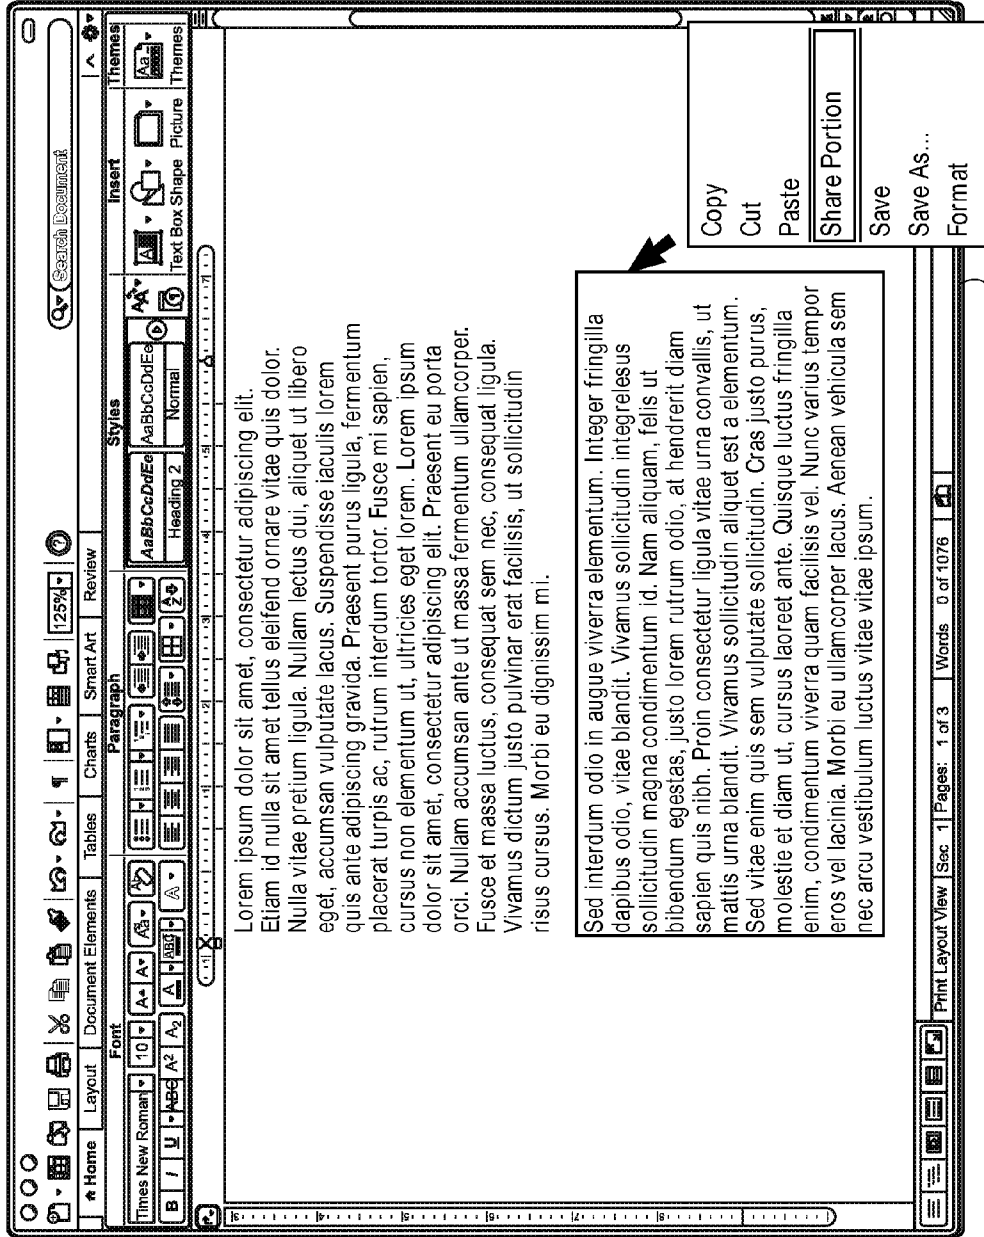 Search Document
125%
Home
Layout
Document Elements
Tables
Charts
Smart Art
Review
Font
Paragraph
Styles
Insert
Themes
Times New Roman
10
A
A
Aa
AaBbCcDdEe
Heading 2
AaBbCcDdEe
Normal
Text Box
Shape
Picture
Themes
B I U ABC A2 A2 A ABC A
Lorem ipsum dolor sit amet, consectetur adipiscing elit.
Etiam id nulla sit amet tellus eleifend ornare vitae quis dolor.
Nulla vitae pretium ligula. Nullam lectus dui, aliquet ut libero
eget, accumsan vulputate lacus. Suspendisse iaculis lorem
quis ante adipiscing gravida. Praesent purus ligula, fermentum
placerat turpis ac, rutrum interdum tortor. Fusce mi sapien,
cursus non elementum ut, ultricies eget lorem. Lorem ipsum
dolor sit amet, consectetur adipiscing elit. Praesent eu porta
orci. Nullam accumsan ante ut massa fermentum ullamcorper.
Fusce et massa luctus, consequat sem nec, consequat ligula.
Vivamus dictum justo pulvinar erat facilisis, ut sollicitudin
risus cursus. Morbi eu dignissim mi.
Sed interdum odio in augue viverra elementum. Integer fringilla
dapibus odio, vitae blandit. Vivamus sollicitudin integrelesus
sollicitudin magna condimentum id. Nam aliquam, felis ut
bibendum egestas, justo lorem rutrum odio, at hendrerit diam
sapien quis nibh. Proin consectetur ligula vitae urna convallis, ut
mattis urna blandit. Vivamus sollicitudin aliquet est a elementum.
Sed vitae enim quis sem vulputate sollicitudin. Cras justo purus,
molestie et diam ut, cursus laoreet ante. Quisque luctus fringilla
enim, condimentum viverra quam facilisis vel. Nunc varius tempor
eros vel lacinia. Morbi eu ullamcorper lacus. Aenean vehicula sem
nec arcu vestibulum luctus vitae vitae ipsum.
Copy
Cut
Paste
Share Portion
Save
Save As...
Format
Print Layout View
Sec 1
Pages: 1 of 3
Words 0 of 1076